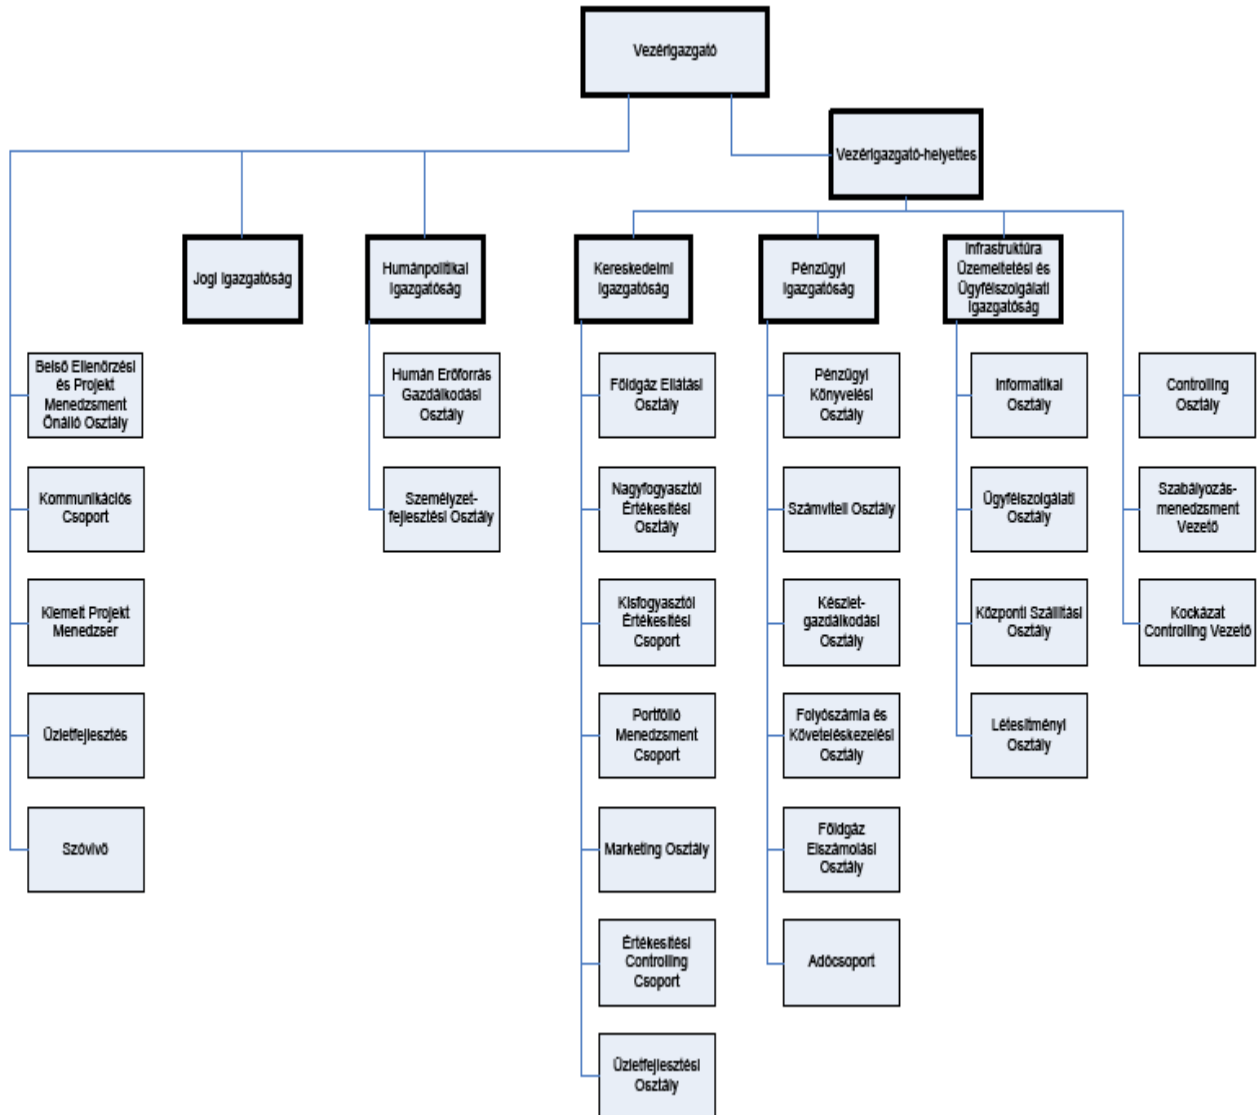 Vezérigazgató
Vezérigazgató-helyettes
Jogi Igazgatóság
Humánpolitikai
Igazgatóság
Kereskedelmi
Igazgatóság
Pénzügyi
Igazgatóság
Infrastruktúra
Üzemeltetési és
Ügyfélszolgálati
Igazgatóság
Belső Ellenőrzési
és Projekt
Menedzsment
Önálló Osztály
Humán Erőforrás
Gazdálkodási
Osztály
Földgáz Ellátási
Osztály
Pénzügyi
Könyvelési
Osztály
Informatikai
Osztály
Controlling
Osztály
Kommunikációs
Csoport
Személyzet-
fejlesztési Osztály
Nagyfogyasztói
Értékesítési
Osztály
Számviteli Osztály
Ügyfélszolgálati
Osztály
Szabályozás-
menedzsment
Vezető
Kiemelt Projekt
Menedzser
Kisfogyasztói
Értékesítési
Csoport
Készlet-
gazdálkodási
Osztály
Központi Szállítási
Osztály
Kockázat
Controlling Vezető
Üzletfejlesztés
Portfólió
Menedzsment
Csoport
Folyószámla és
Követeléskezelési
Osztály
Létesítményi
Osztály
Szóvivő
Marketing Osztály
Földgáz
Elszámolási
Osztály
Értékesítési
Controlling
Csoport
Adócsoport
Üzletfejlesztési
Osztály